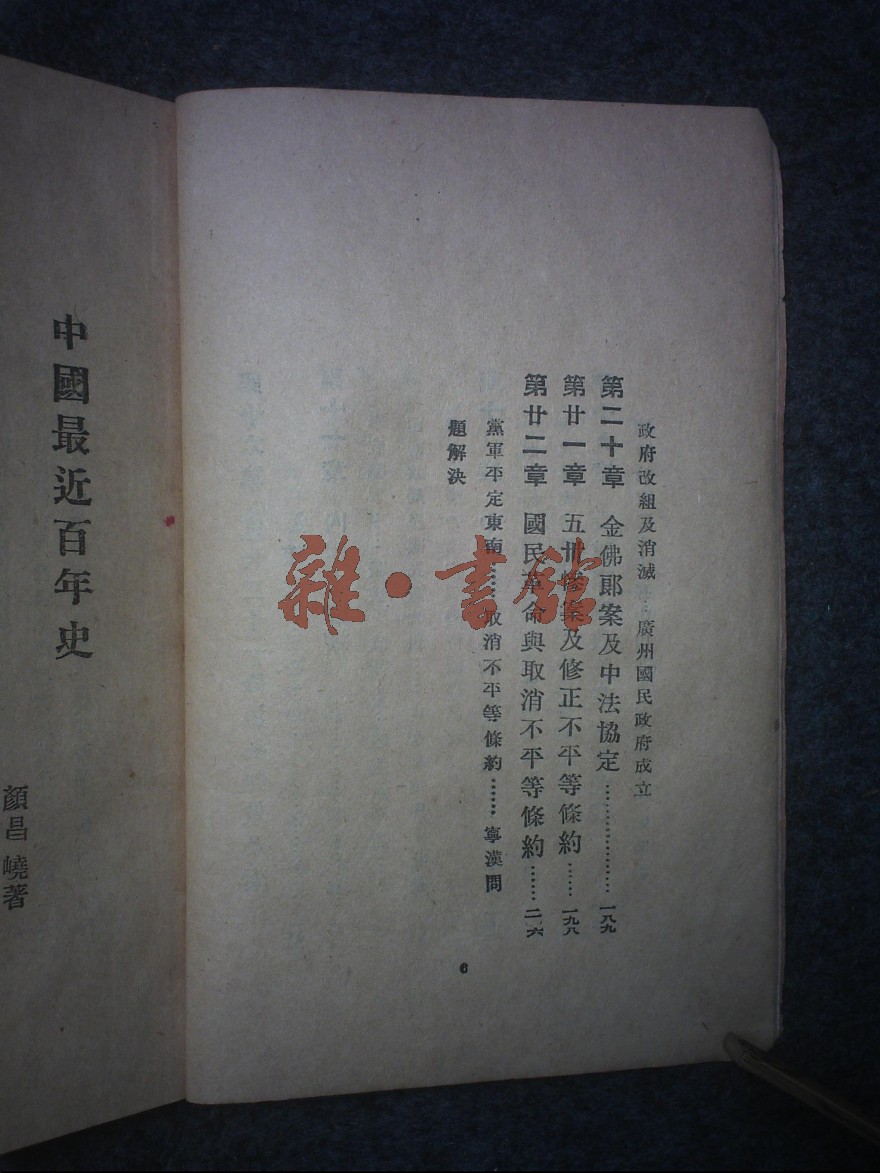 政府改組及消滅……廣州國民政府成立
第二十章 金佛郎案及中法協定…………………一八九
第廿一章 五卅慘案及修正不平等條約……一九八
第廿二章 國民革命與取消不平等條約……
黨軍平定東南……取消不平等條約……寧漢問
題解決
6
中國最近百年史
顏昌嶢著
雜·書館